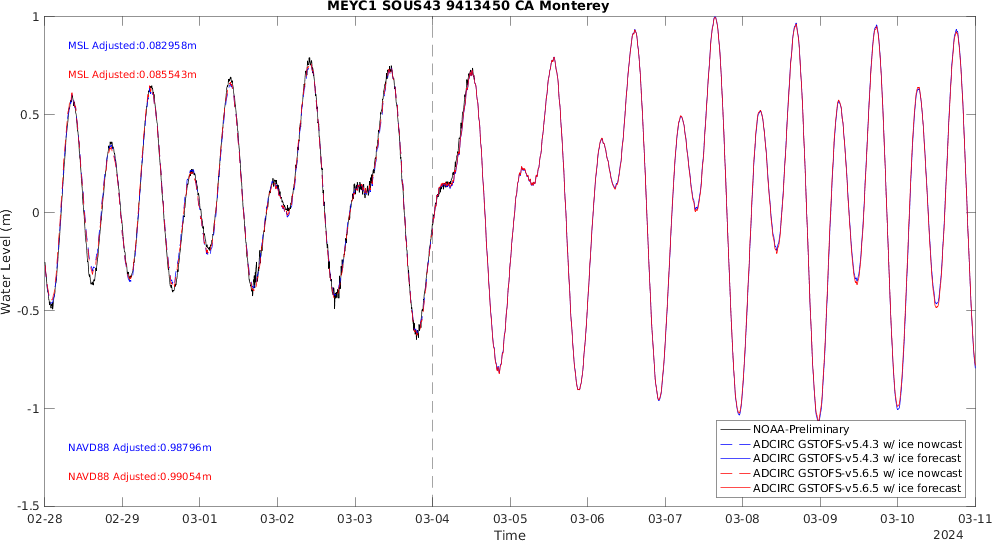 MEYC1 SOUS43 9413450 CA Monterey
1
0.5
0
-0.5
-1
-1.5
Water Level (m)
MSL Adjusted:0.082958m
MSL Adjusted:0.085543m
NAVD88 Adjusted:0.98796m
NAVD88 Adjusted:0.99054m
NOAA-Preliminary
ADCIRC GSTOFS-v5.4.3 w/ ice nowcast
ADCIRC GSTOFS-v5.4.3 w/ ice forecast
ADCIRC GSTOFS-v5.6.5 w/ ice nowcast
ADCIRC GSTOFS-v5.6.5 w/ ice forecast
02-28 02-29 03-01 03-02 03-03 03-04 03-05 03-06 03-07 03-08 03-09 03-10 03-11
Time
2024